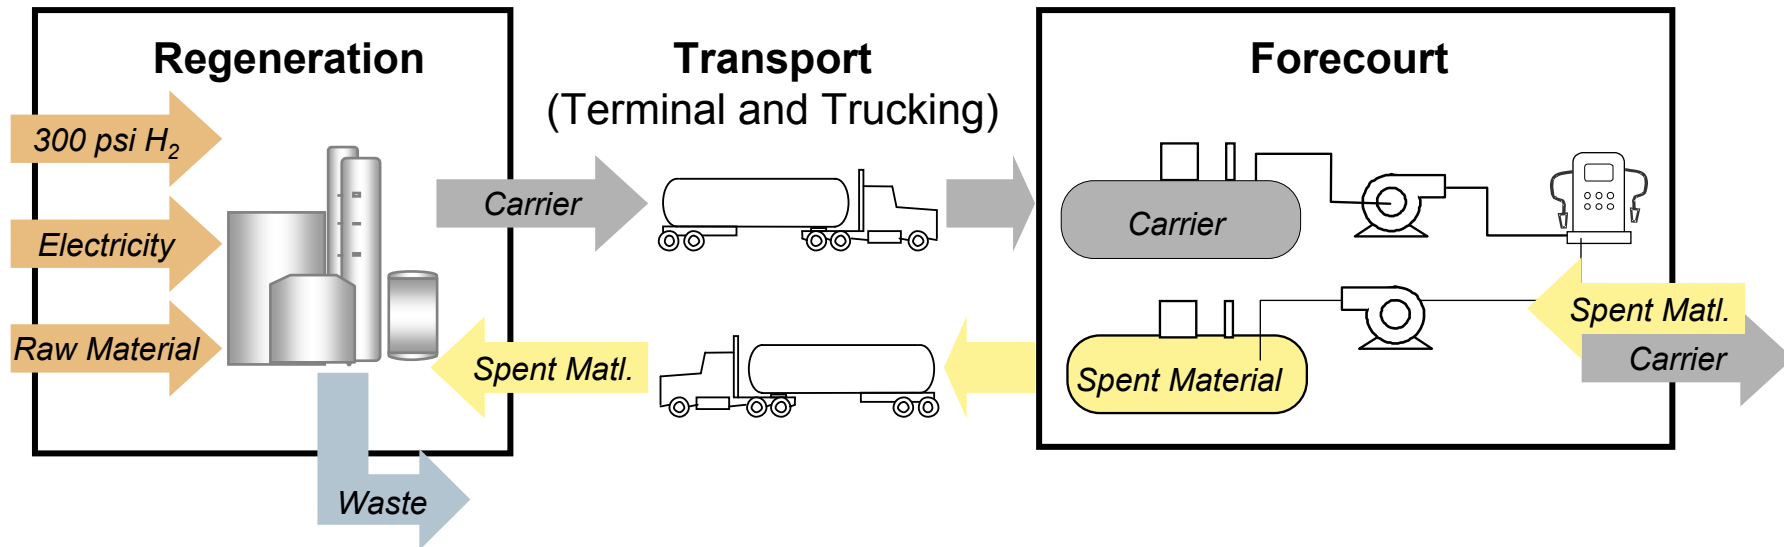 Regeneration
Transport
(Terminal and Trucking)
Forecourt
300 psi H₂
Electricity
Raw Material
Carrier
Spent Matl.
Waste
Carrier
Spent Material
Spent Matl.
Carrier